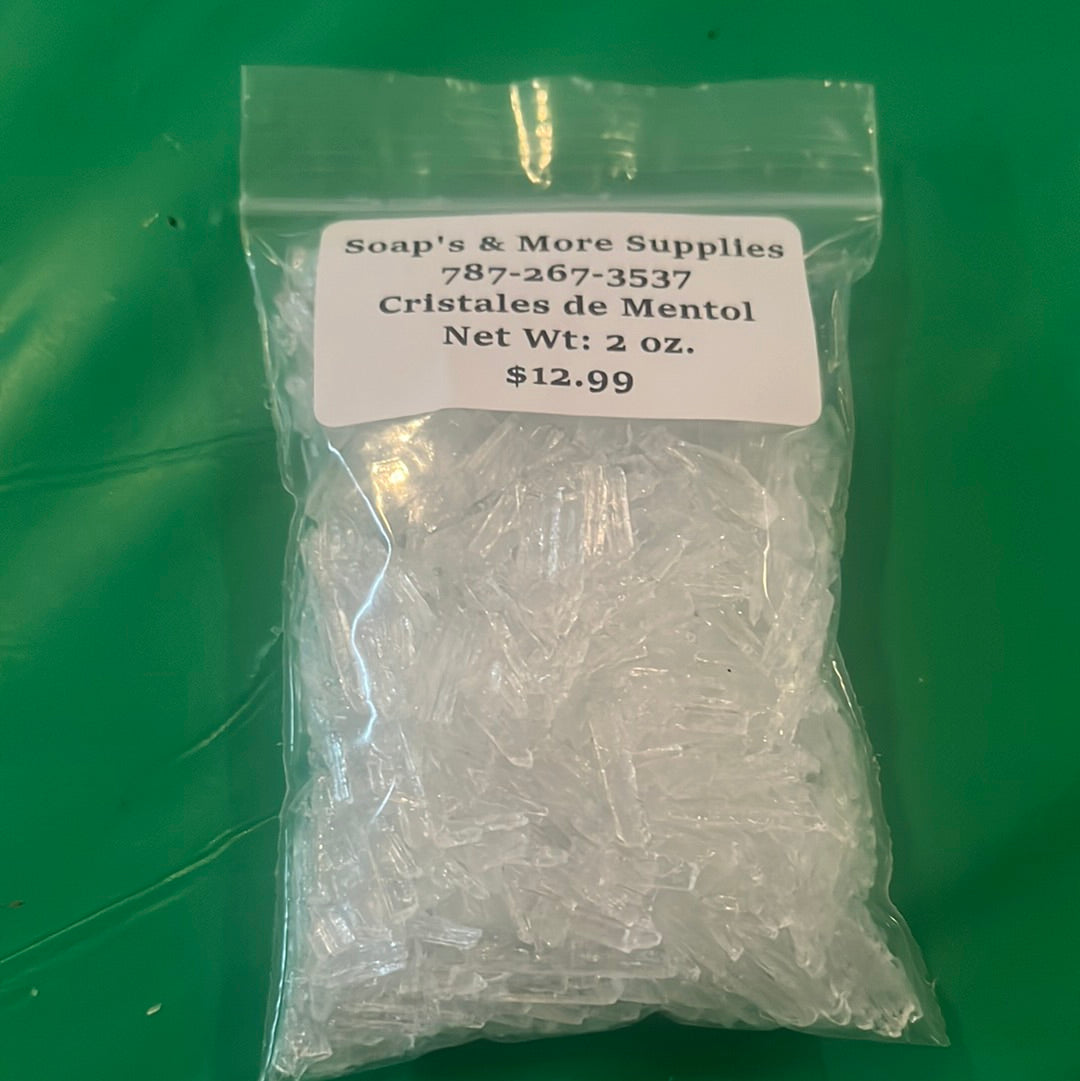 Soap's & More Supplies
787-267-3537
Cristales de Mentol
Net Wt: 2 oz.
$12.99